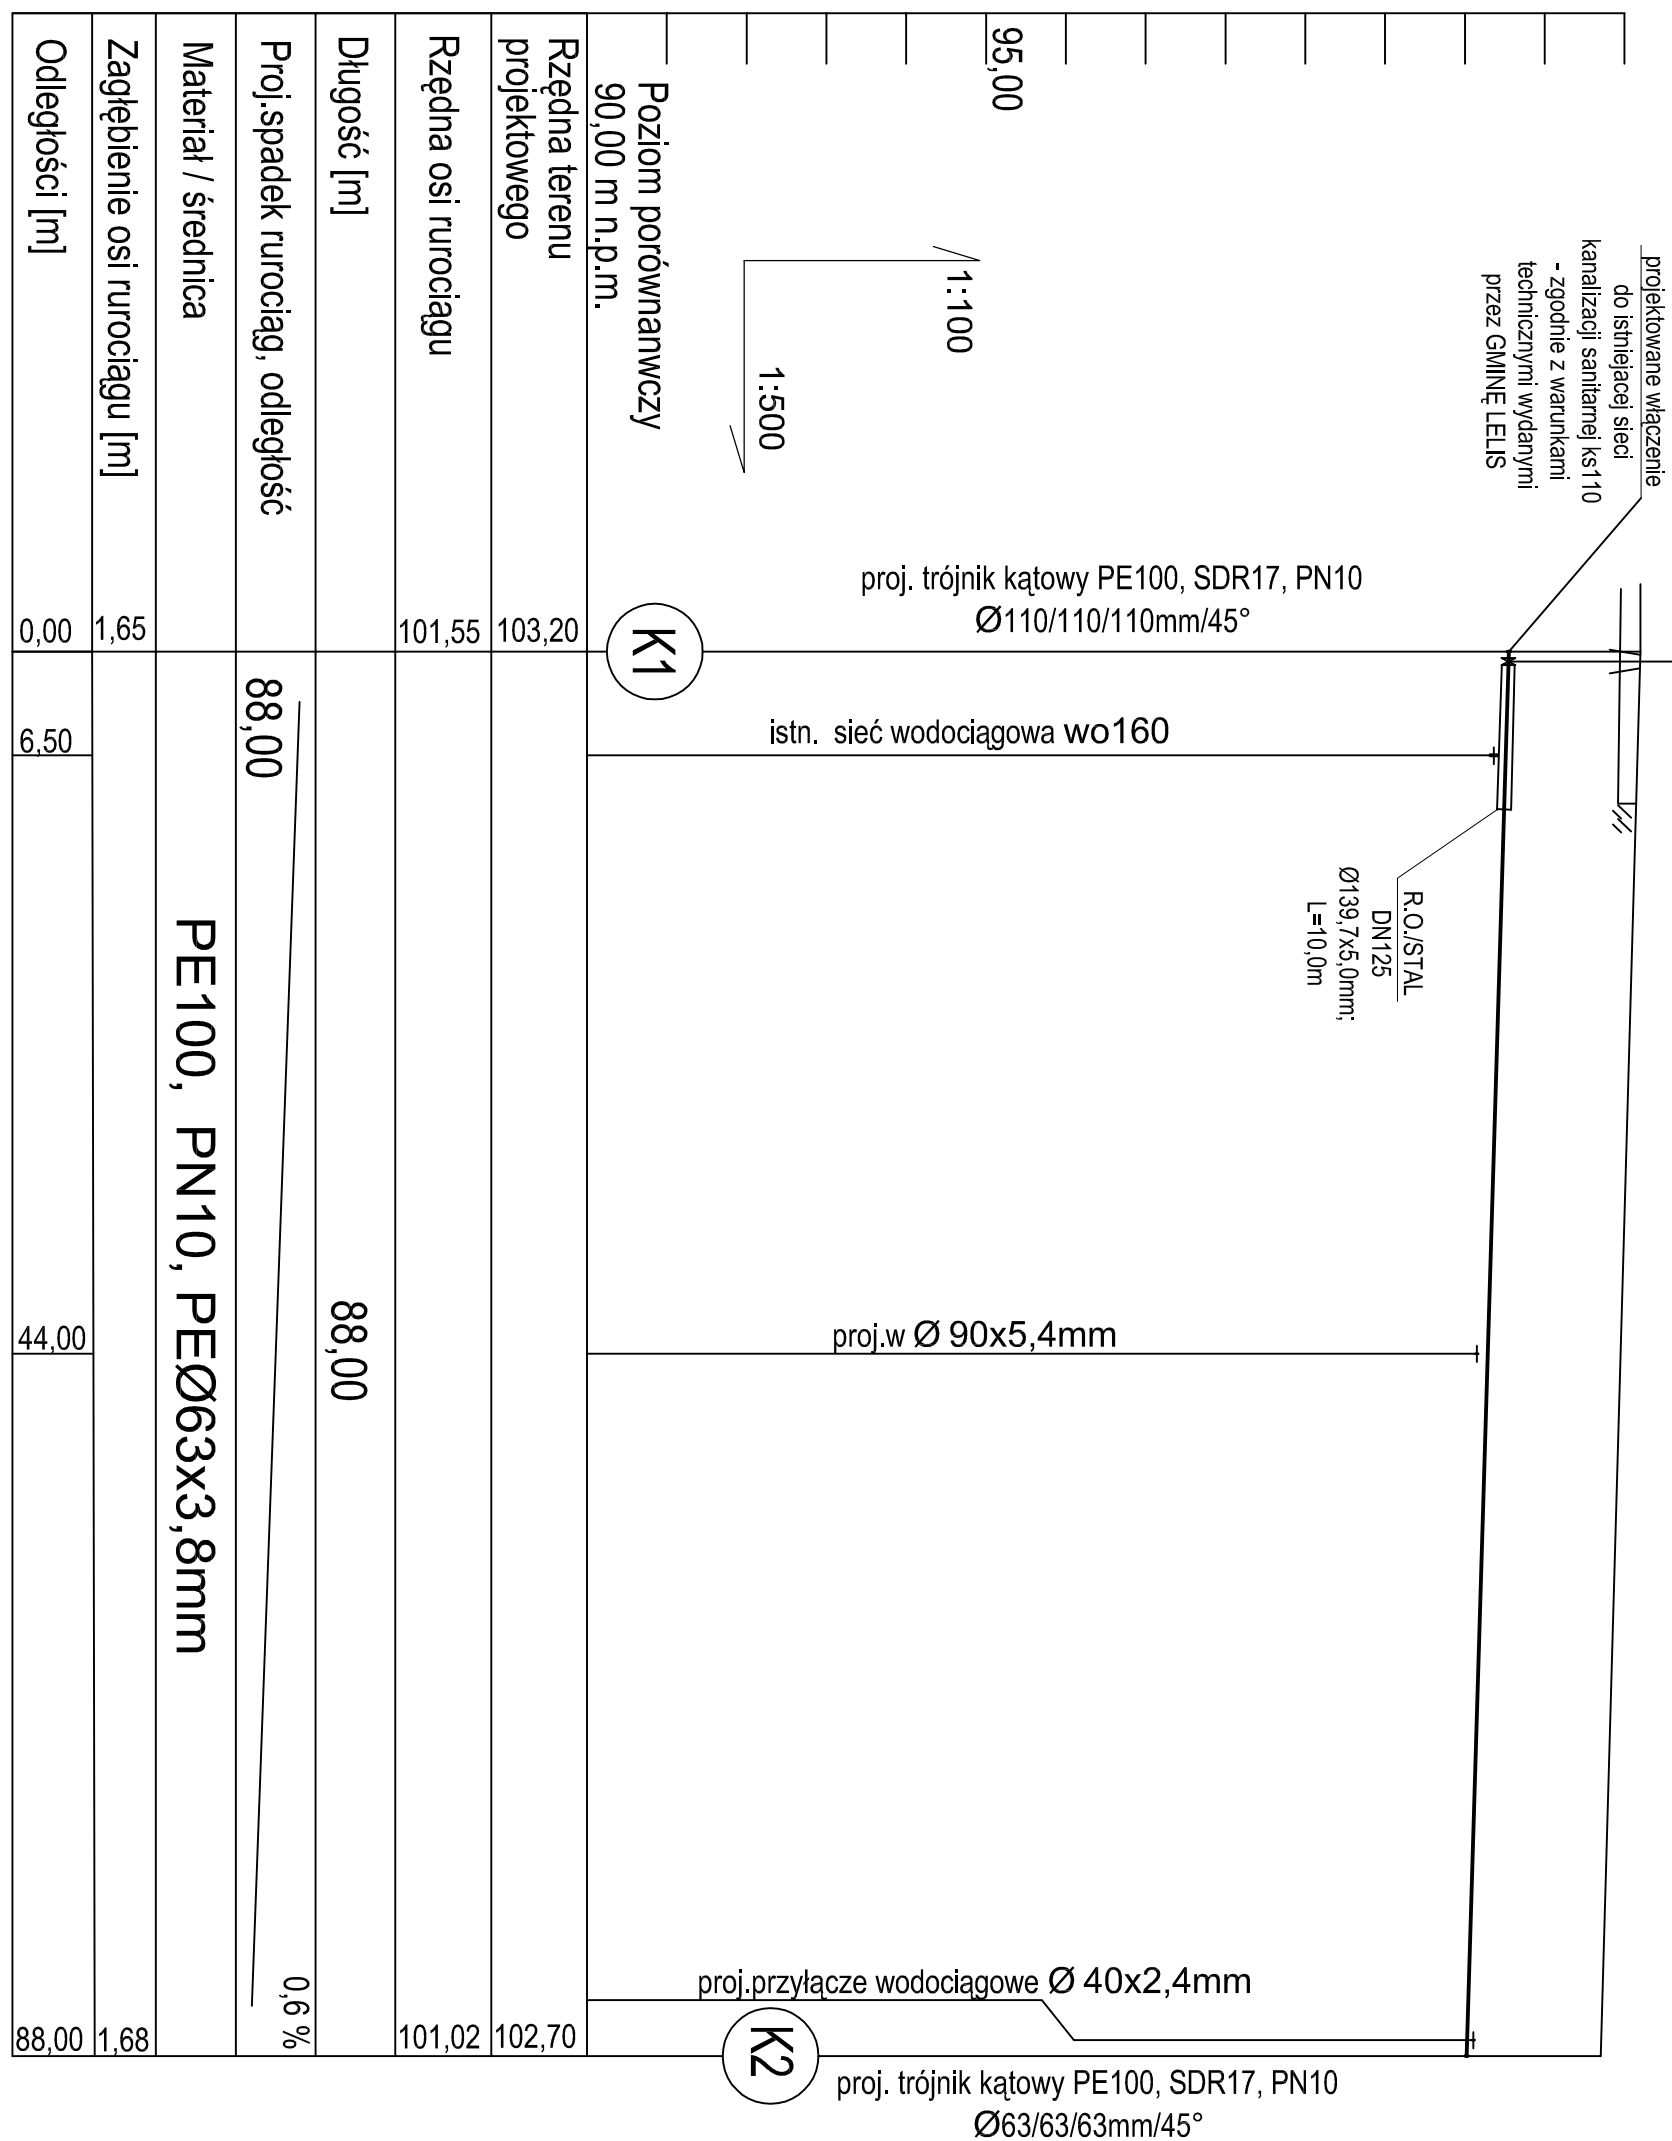 projektowane włączenie
do istniejacej sieci
kanalizacji sanitarnej ks110
- zgodnie z warunkami
technicznymi wydanymi
przez GMINĘ LELIS
95,00
1:100
1:500
Poziom porównanwczy
90,00 m n.p.m.
Rzędna terenu
projektowego
Rzędna osi rurociągu
Długość [m]
Proj.spadek rurociąg, odległość
Materiał / średnica
Zagłębienie osi rurociągu [m]
Odległości [m]
proj. trójnik kątowy PE100, SDR17, PN10
Ø110/110/110mm/45°
K1
103,20
101,55
1,65
0,00
istn. sieć wodociągowa wo160
6,50
88,00
R.O./STAL
DN125
Ø139,7x5,0mm;
L=10,0m
proj.w Ø 90x5,4mm
44,00
88,00
PE100, PN10, PEØ63x3,8mm
proj.przyłącze wodociągowe Ø 40x2,4mm
0,6 %
K2
102,70
101,02
1,68
88,00
proj. trójnik kątowy PE100, SDR17, PN10
Ø63/63/63mm/45°